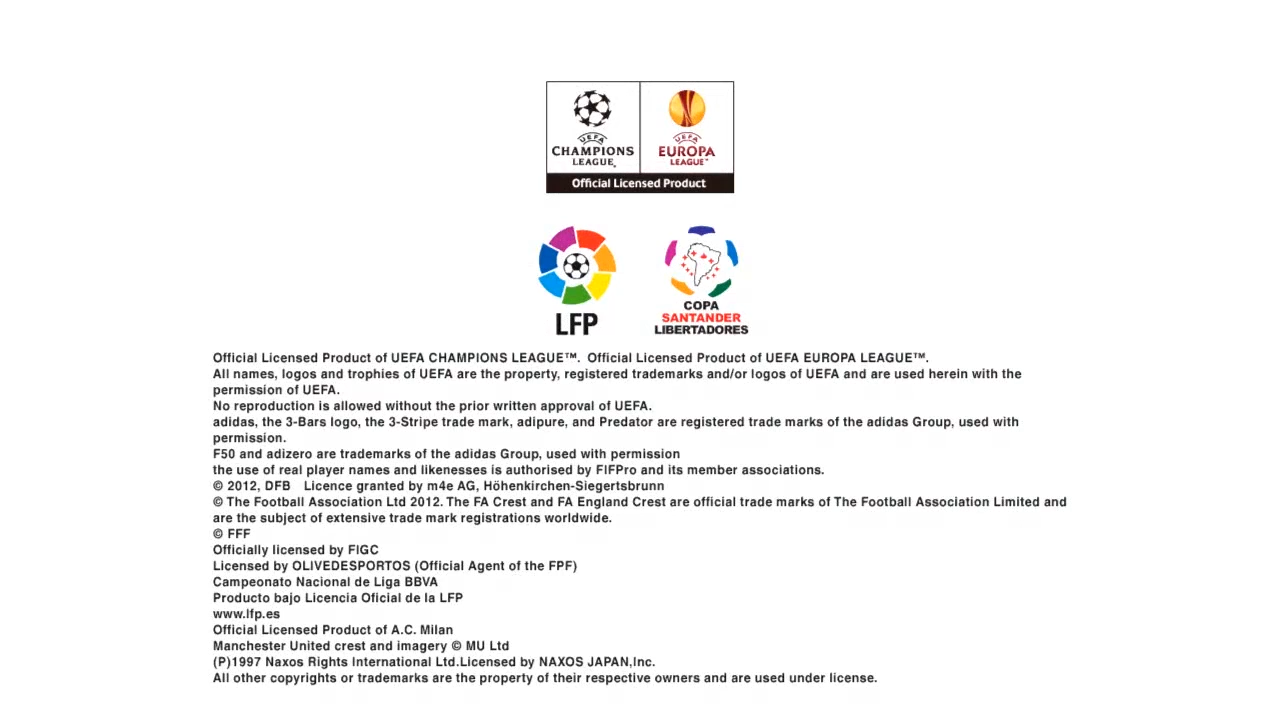 UEFA
CHAMPIONS
LEAGUE
UEFA
EUROPA
LEAGUE™
Official Licensed Product
LFP
COPA
SANTANDER
LIBERTADORES
Official Licensed Product of UEFA CHAMPIONS LEAGUE™.  Official Licensed Product of UEFA EUROPA LEAGUE™.
All names, logos and trophies of UEFA are the property, registered trademarks and/or logos of UEFA and are used herein with the
permission of UEFA.
No reproduction is allowed without the prior written approval of UEFA.
adidas, the 3-Bars logo, the 3-Stripe trade mark, adipure, and Predator are registered trade marks of the adidas Group, used with
permission.
F50 and adizero are trademarks of the adidas Group, used with permission
the use of real player names and likenesses is authorised by FIFPro and its member associations.
© 2012, DFB   Licence granted by m4e AG, Höhenkirchen-Siegertsbrunn
© The Football Association Ltd 2012. The FA Crest and FA England Crest are official trade marks of The Football Association Limited and
are the subject of extensive trade mark registrations worldwide.
© FFF
Officially licensed by FIGC
Licensed by OLIVEDESPORTOS (Official Agent of the FPF)
Campeonato Nacional de Liga BBVA
Producto bajo Licencia Oficial de la LFP
www.lfp.es
Official Licensed Product of A.C. Milan
Manchester United crest and imagery © MU Ltd
(P)1997 Naxos Rights International Ltd.Licensed by NAXOS JAPAN,Inc.
All other copyrights or trademarks are the property of their respective owners and are used under license.